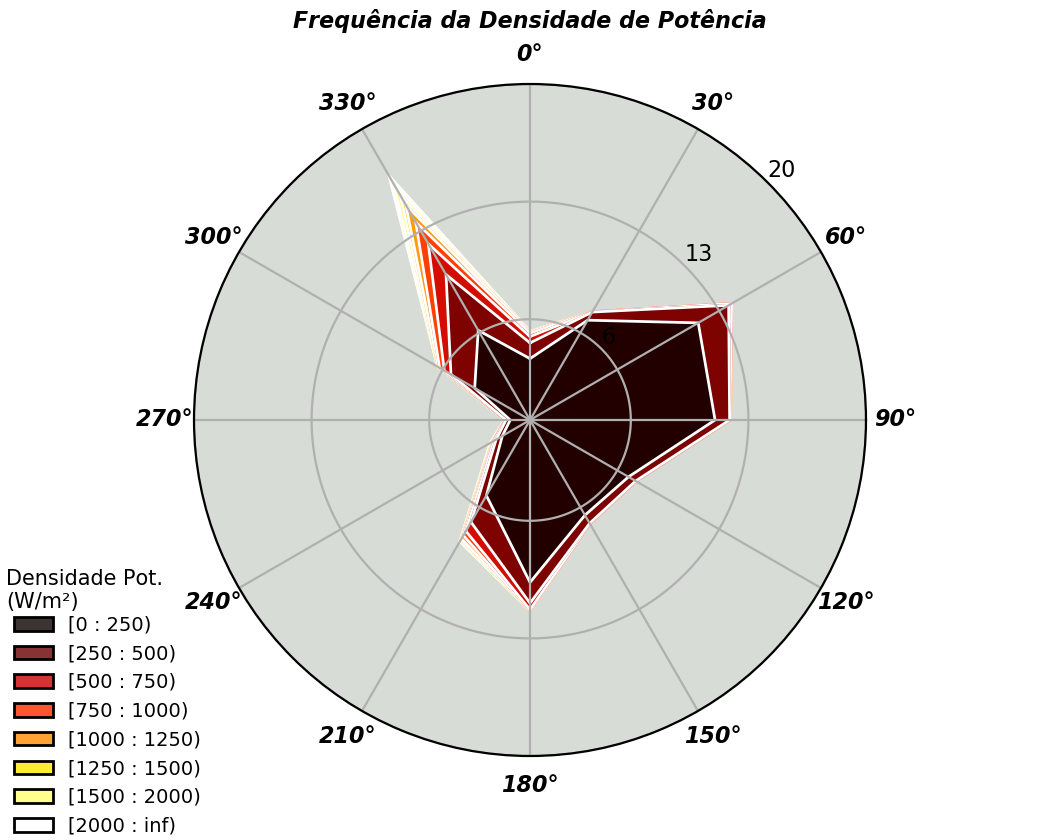 Frequência da Densidade de Potência
0°
330°
30°
20
300°
60°
13
6
270°
90°
Densidade Pot.
(W/m²)
240°
120°
[0 : 250)
[250 : 500)
[500 : 750)
[750 : 1000)
210°
150°
[1000 : 1250)
[1250 : 1500)
180°
[1500 : 2000)
[2000 : inf)